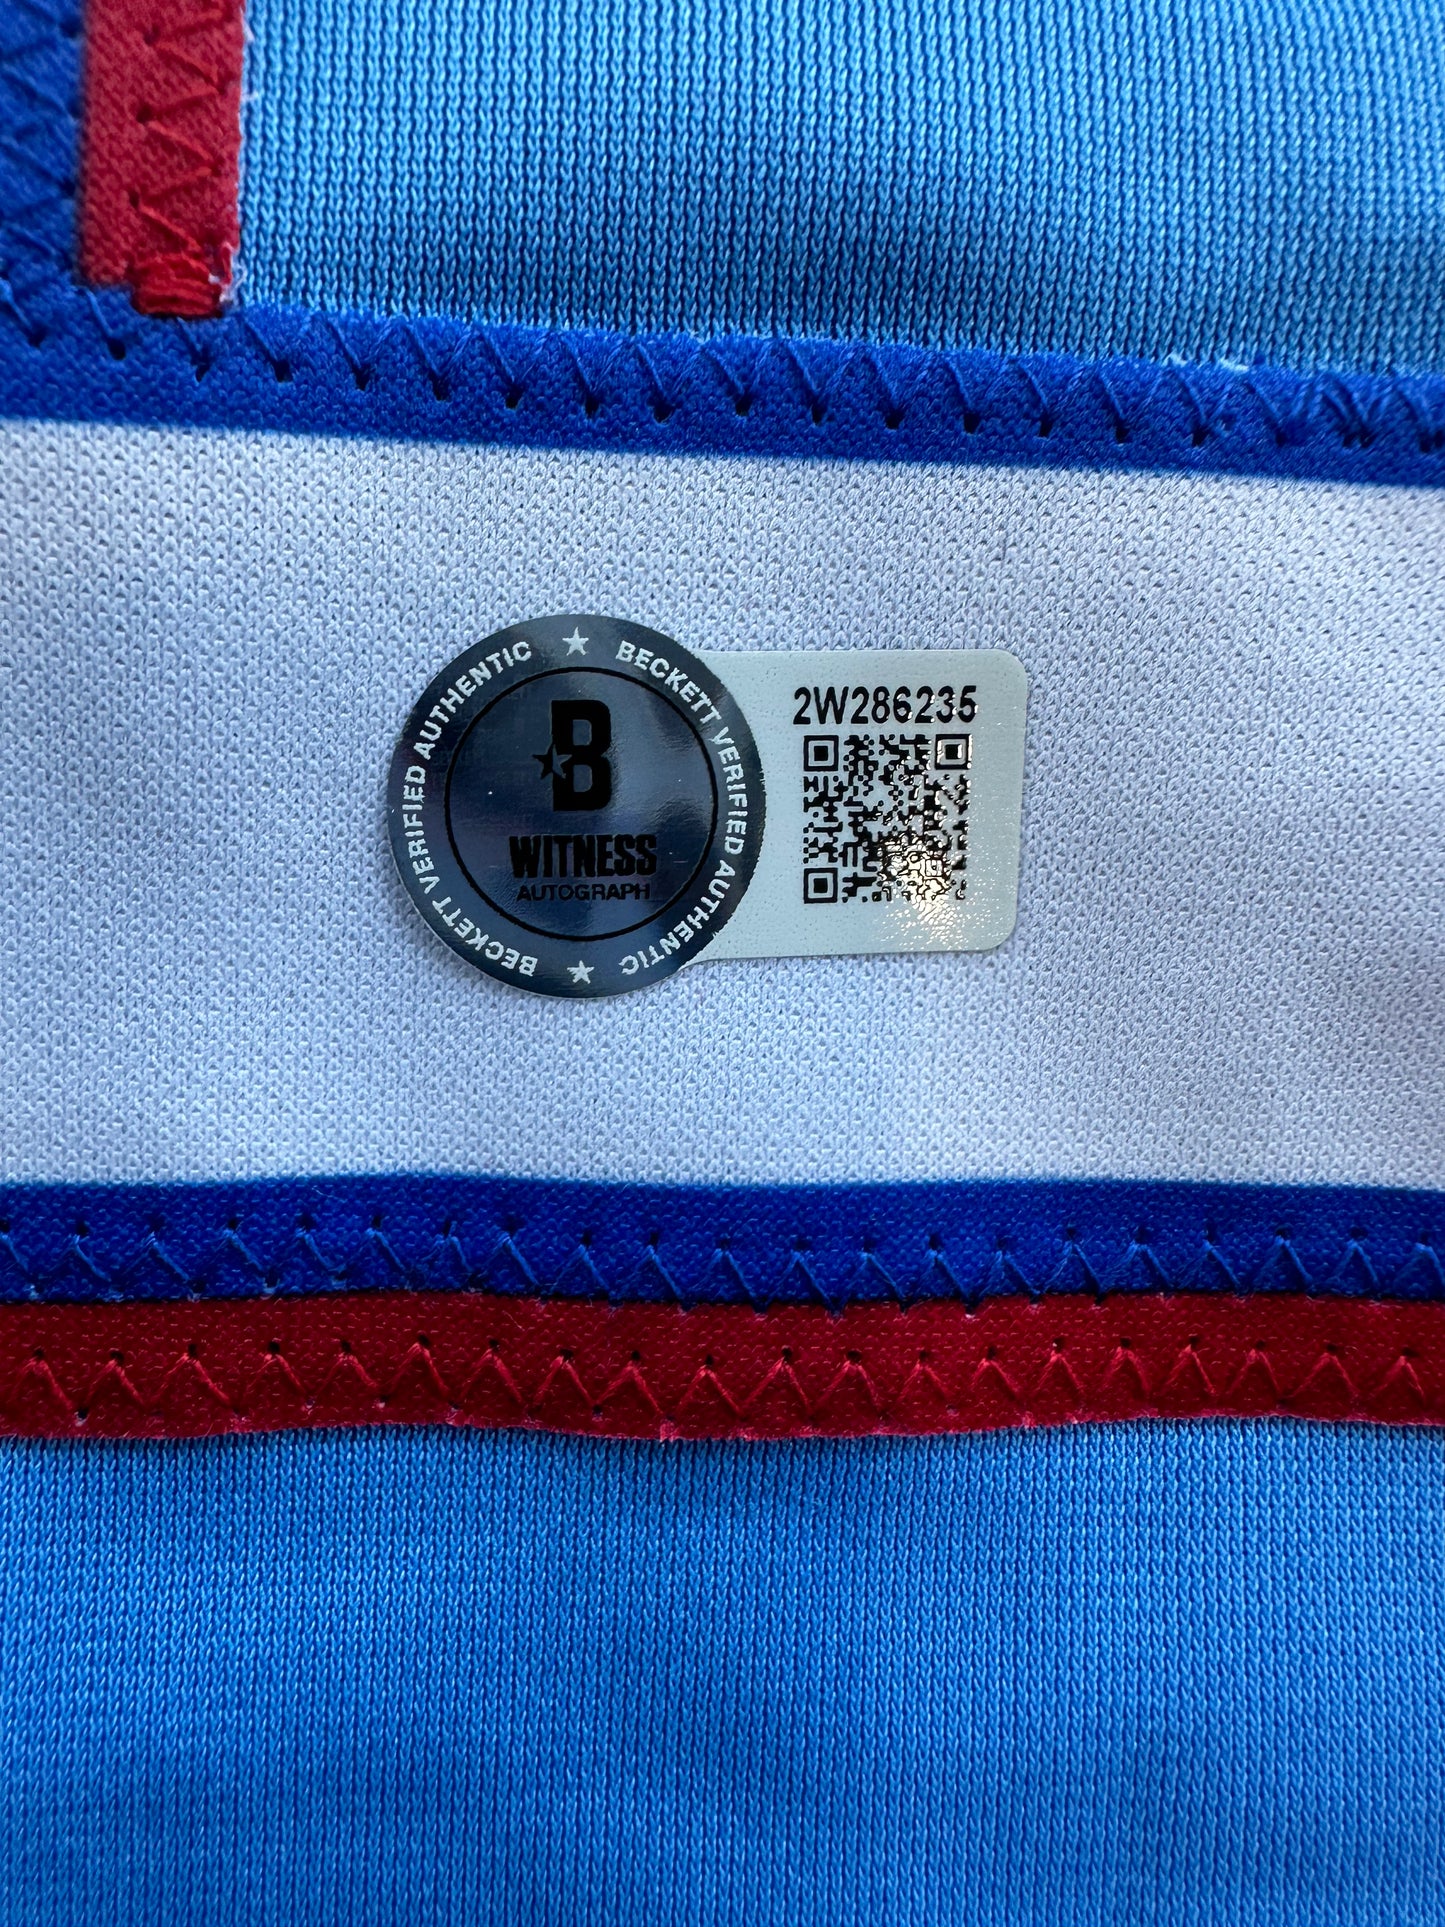 BECKETT VERIFIED AUTHENTIC
BECKETT VERIFIED AUTHENTIC
B
WITNESS
AUTOGRAPH
2W286235